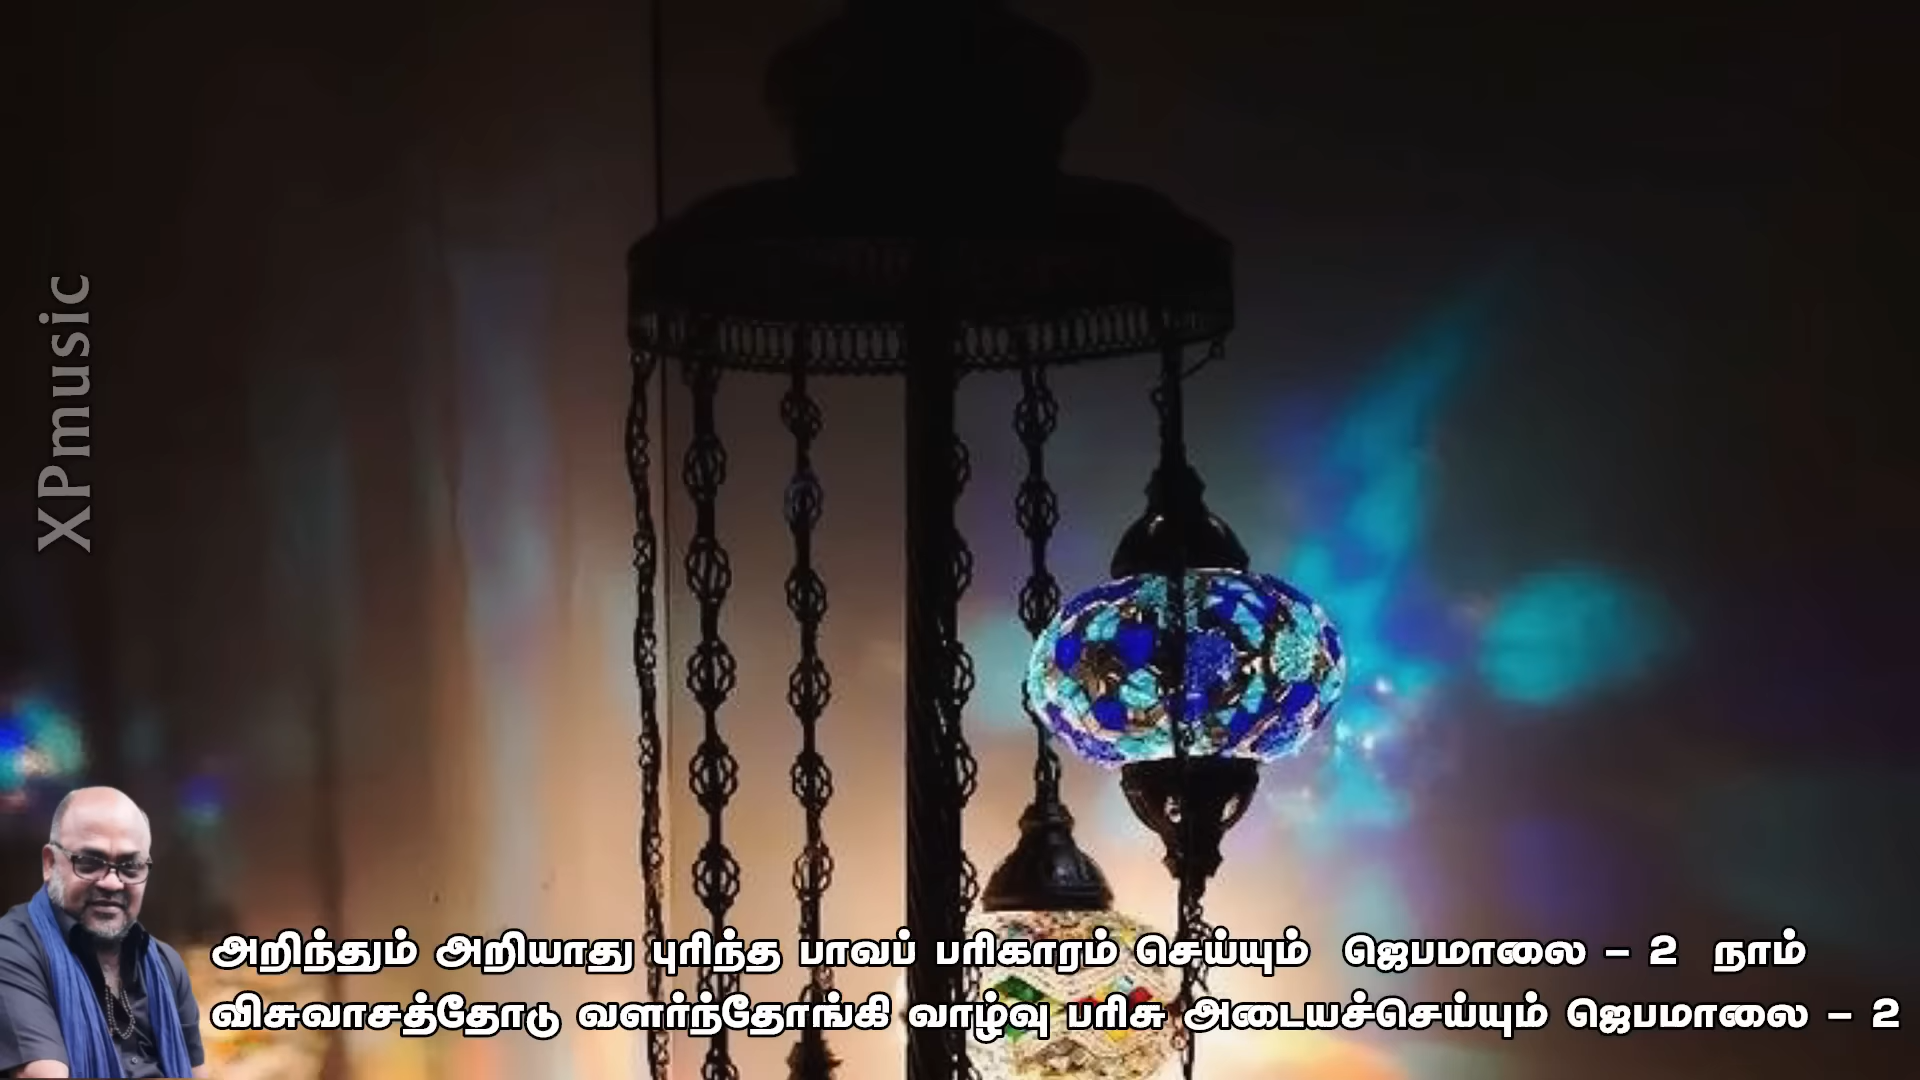 XPmusic
அறிந்தும் அறியாது புரிந்த பாவப் பரிகாரம் செய்யும் ஜெபமாலை – 2 நாம்
விசுவாசத்தோடு வளர்ந்தோங்கி வாழ்வு பரிசு அடையச்செய்யும் ஜெபமாலை – 2